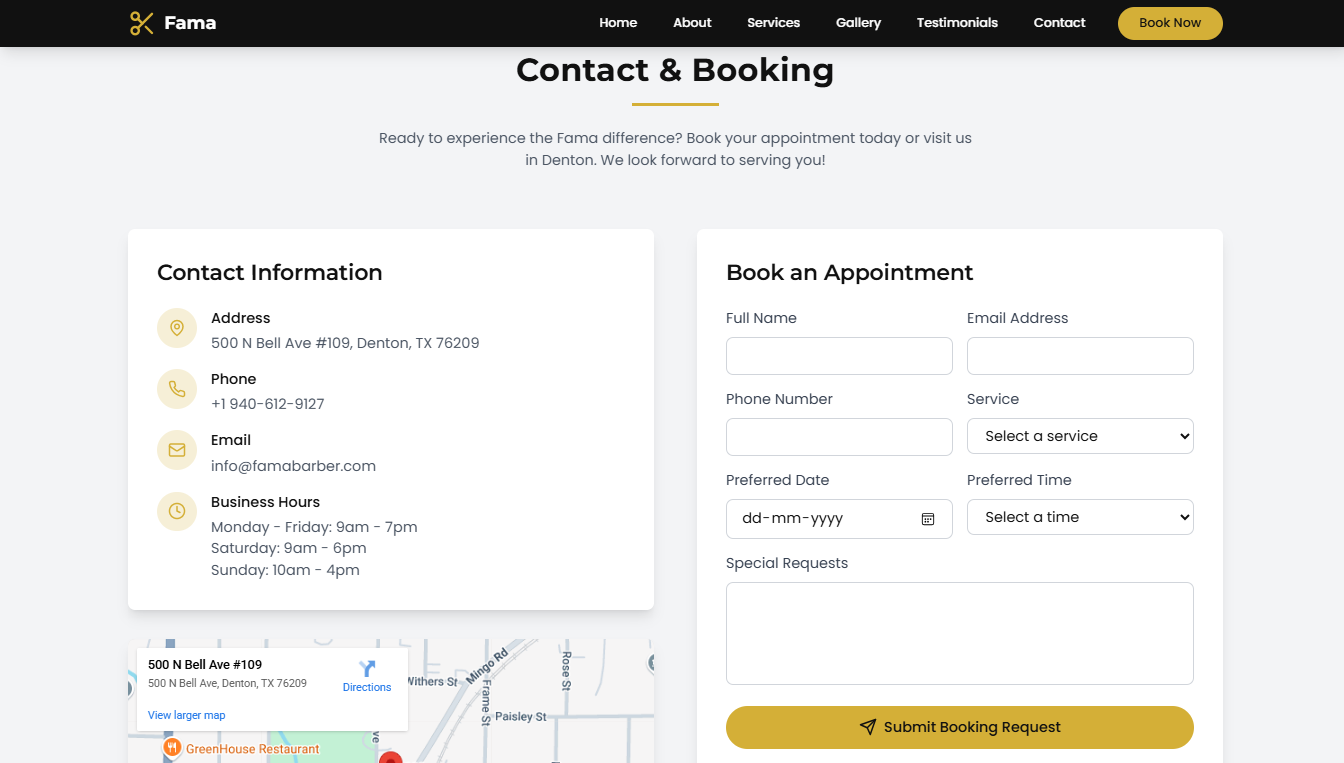 Fama
Home
About
Services
Gallery
Testimonials
Contact
Book Now
Contact & Booking
Ready to experience the Fama difference? Book your appointment today or visit us
in Denton. We look forward to serving you!
Contact Information
Address
500 N Bell Ave #109, Denton, TX 76209
Phone
+1 940-612-9127
Email
info@famabarber.com
Business Hours
Monday - Friday: 9am - 7pm
Saturday: 9am - 6pm
Sunday: 10am - 4pm
500 N Bell Ave #109
500 N Bell Ave, Denton, TX 76209
Directions
View larger map
Withers St
Mingo Rd
Frame St
Rose St
Paisley St
GreenHouse Restaurant
Book an Appointment
Full Name
Email Address
Phone Number
Service
Select a service
Preferred Date
Preferred Time
dd-mm-yyyy
Select a time
Special Requests
Submit Booking Request